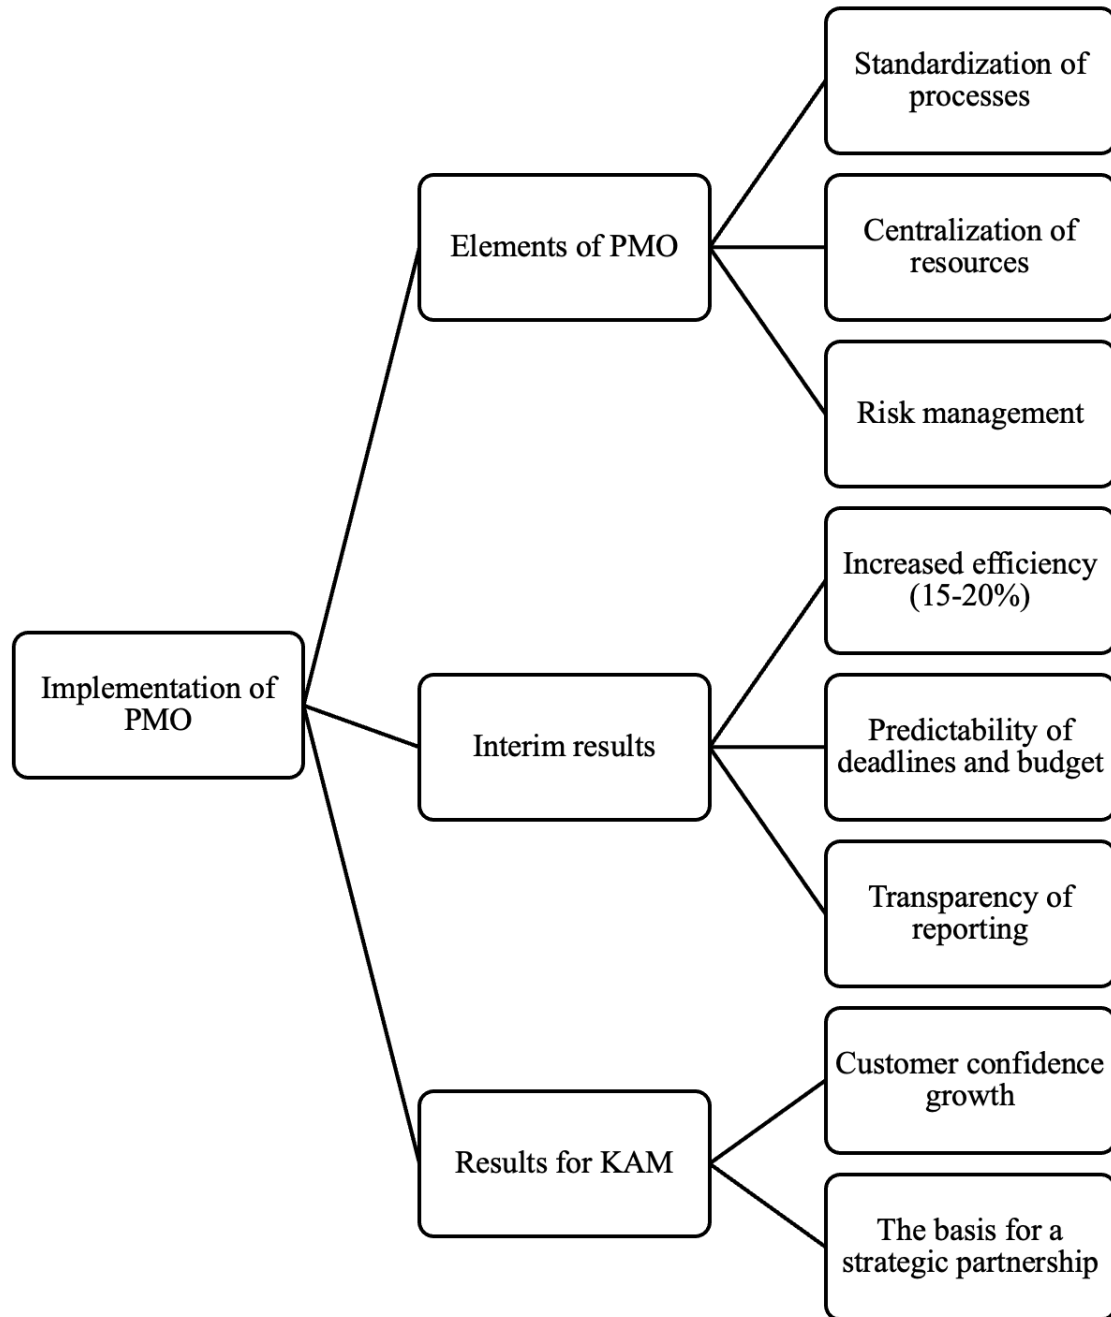 Standardization of
processes
Elements of PMO
Centralization of
resources
Risk management
Implementation of
PMO
Increased efficiency
(15-20%)
Interim results
Predictability of
deadlines and budget
Transparency of
reporting
Results for KAM
Customer confidence
growth
The basis for a
strategic partnership